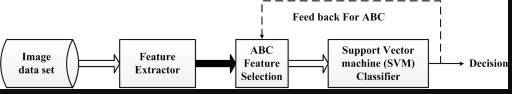 Feed back For ABC
Image
data set
Feature
Extractor
ABC
Feature
Selection
Support Vector
machine (SVM)
Classifier
Decision